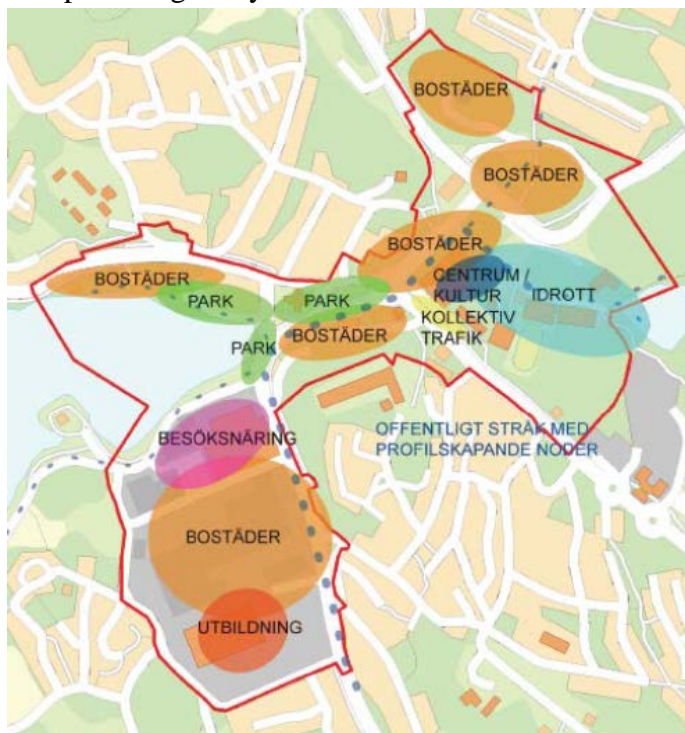 BOSTÄDER
BOSTÄDER
BOSTÄDER
CENTRUM /
KULTUR
KOLLEKTIV
TRAFIK
IDROTT
BOSTÄDER
PARK
PARK
BOSTÄDER
PARK
OFFENTLIGT STRÅK MED
PROFILSKAPANDE NODER
BESÖKSNÄRING
BOSTÄDER
UTBILDNING